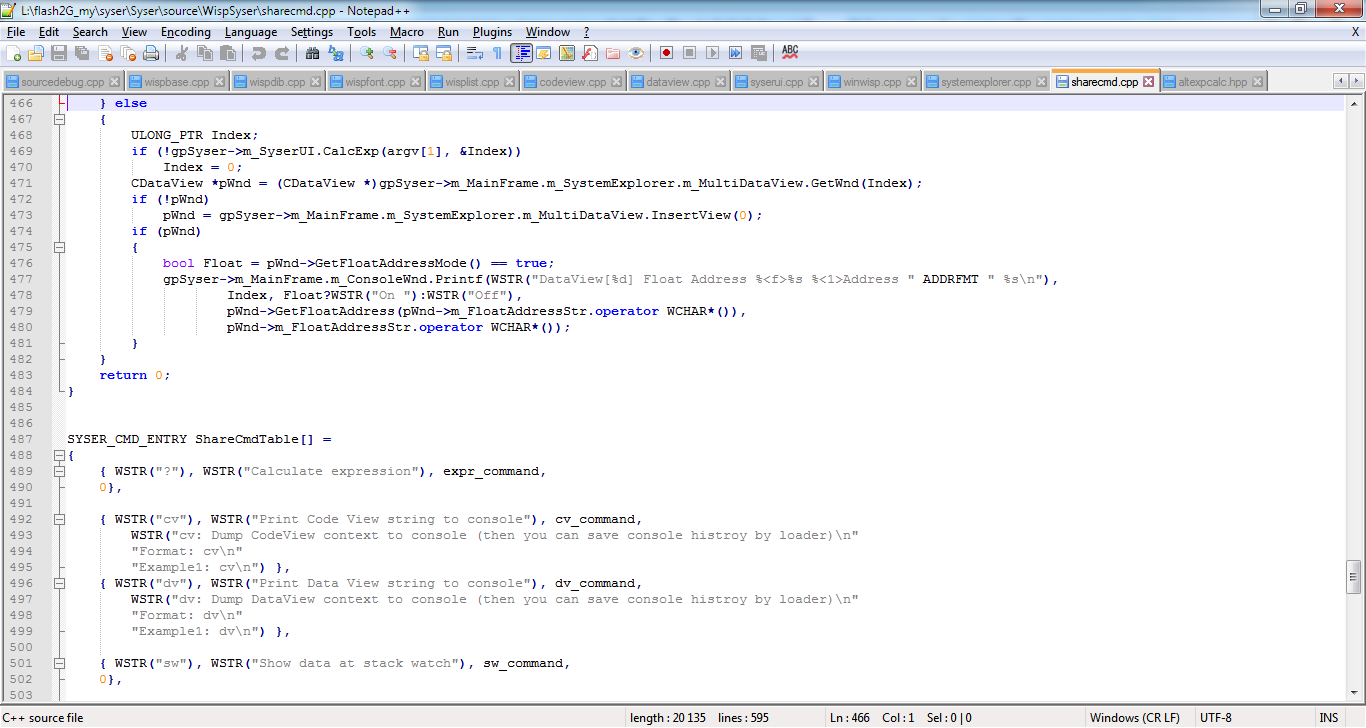 L:\flash2G_my\syser\Syser\source\WispSyser\sharecmd.cpp - Notepad++
File Edit Search View Encoding Language Settings Tools Macro Run Plugins Window ? X
sourcedebug.cpp wispbase.cpp wispdib.cpp wispfont.cpp wisplist.cpp codeview.cpp dataview.cpp syserui.cpp winwisp.cpp systemexplorer.cpp sharecmd.cpp altexpcalc.hpp
466 } else
467 {
468 ULONG_PTR Index;
469 if (!gpSyser->m_SyserUI.CalcExp(argv[1], &Index))
470 Index = 0;
471 CDataView *pWnd = (CDataView *)gpSyser->m_MainFrame.m_SystemExplorer.m_MultiDataView.GetWnd(Index);
472 if (!pWnd)
473 pWnd = gpSyser->m_MainFrame.m_SystemExplorer.m_MultiDataView.InsertView(0);
474 if (pWnd)
475 {
476 bool Float = pWnd->GetFloatAddressMode() == true;
477 gpSyser->m_MainFrame.m_ConsoleWnd.Printf(WSTR("DataView[%d] Float Address %<f>%s %<1>Address " ADDRFMT " %s\n"),
478 Index, Float?WSTR("On "):WSTR("Off"),
479 pWnd->GetFloatAddress(pWnd->m_FloatAddressStr.operator WCHAR*()),
480 pWnd->m_FloatAddressStr.operator WCHAR*());
481 }
482 }
483 return 0;
484 }
485
486
487 SYSER_CMD_ENTRY ShareCmdTable[] =
488 {
489 { WSTR("?"), WSTR("Calculate expression"), expr_command,
490 0},
491
492 { WSTR("cv"), WSTR("Print Code View string to console"), cv_command,
493 WSTR("cv: Dump CodeView context to console (then you can save console histroy by loader)\n"
494 "Format: cv\n"
495 "Example1: cv\n") },
496 { WSTR("dv"), WSTR("Print Data View string to console"), dv_command,
497 WSTR("dv: Dump DataView context to console (then you can save console histroy by loader)\n"
498 "Format: dv\n"
499 "Example1: dv\n") },
500
501 { WSTR("sw"), WSTR("Show data at stack watch"), sw_command,
502 0},
503
C++ source file length : 20 135 lines : 595 Ln : 466 Col : 1 Sel : 0 | 0 Windows (CR LF) UTF-8 INS